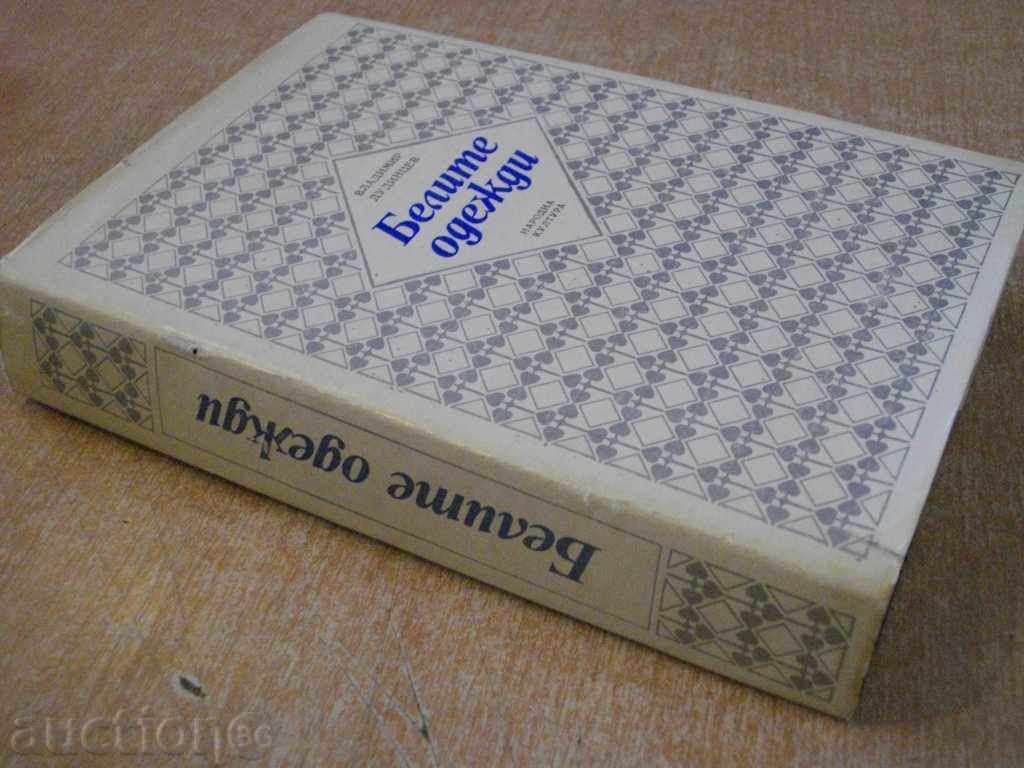 ВЛАДИМИР
ДУДИНЦЕВ
Белите
одежди
НАРОДНА
КУЛТУРА
Белите одежди
auction.BG